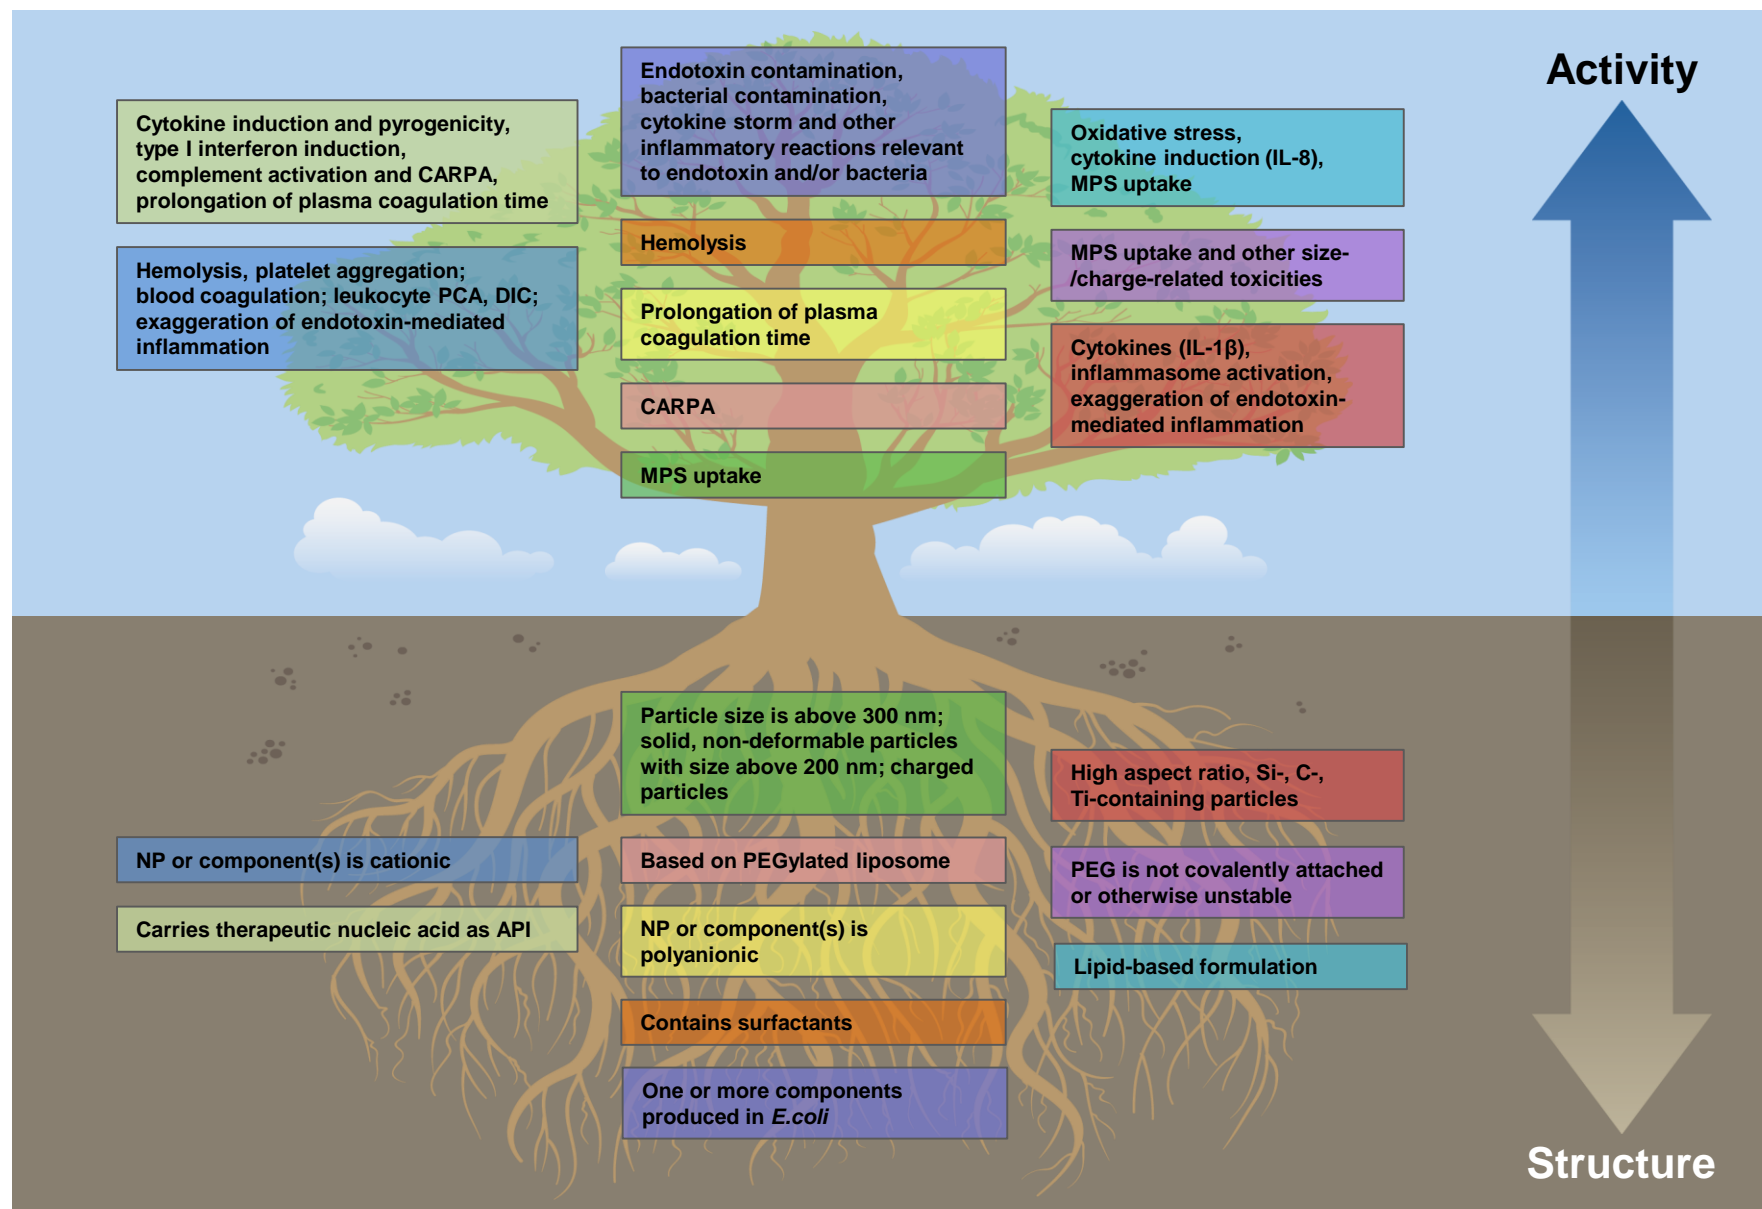 Activity
Cytokine induction and pyrogenicity,
type I interferon induction,
complement activation and CARPA,
prolongation of plasma coagulation time
Hemolysis, platelet aggregation;
blood coagulation; leukocyte PCA, DIC;
exaggeration of endotoxin-mediated
inflammation
Endotoxin contamination,
bacterial contamination,
cytokine storm and other
inflammatory reactions relevant
to endotoxin and/or bacteria
Hemolysis
Prolongation of plasma
coagulation time
CARPA
MPS uptake
Oxidative stress,
cytokine induction (IL-8),
MPS uptake
MPS uptake and other size-
/charge-related toxicities
Cytokines (IL-1β),
inflammasome activation,
exaggeration of endotoxin-
mediated inflammation
NP or component(s) is cationic
Carries therapeutic nucleic acid as API
Particle size is above 300 nm;
solid, non-deformable particles
with size above 200 nm; charged
particles
Based on PEGylated liposome
NP or component(s) is
polyanionic
Contains surfactants
One or more components
produced in E.coli
High aspect ratio, Si-, C-,
Ti-containing particles
PEG is not covalently attached
or otherwise unstable
Lipid-based formulation
Structure